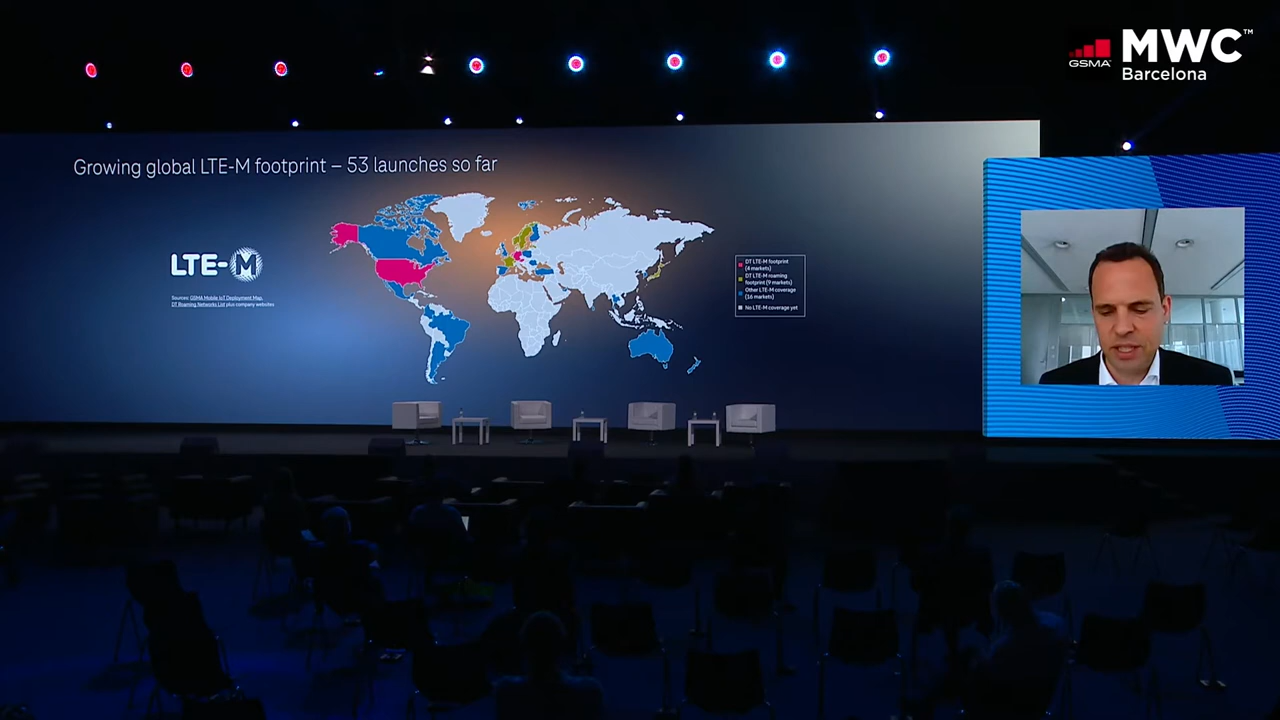 GSMA
MWC™
Barcelona
Growing global LTE-M footprint – 53 launches so far
LTE-M
Sources: GSMA Mobile IoT Deployment Map,
DT Roaming Networks List plus company websites
DT LTE-M footprint
(4 markets)
DT LTE-M roaming
footprint (9 markets)
Other LTE-M coverage
(16 markets)
No LTE-M coverage yet